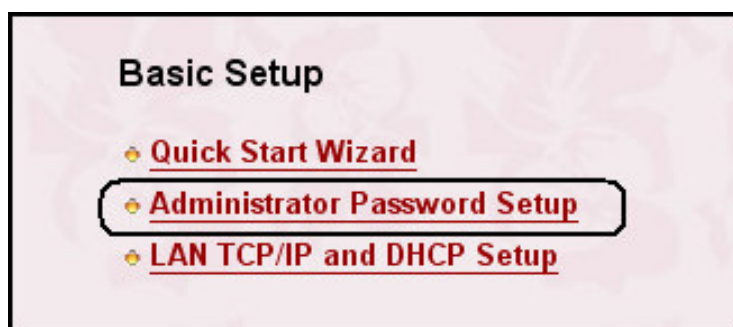 Basic Setup
Quick Start Wizard
Administrator Password Setup
LAN TCP/IP and DHCP Setup